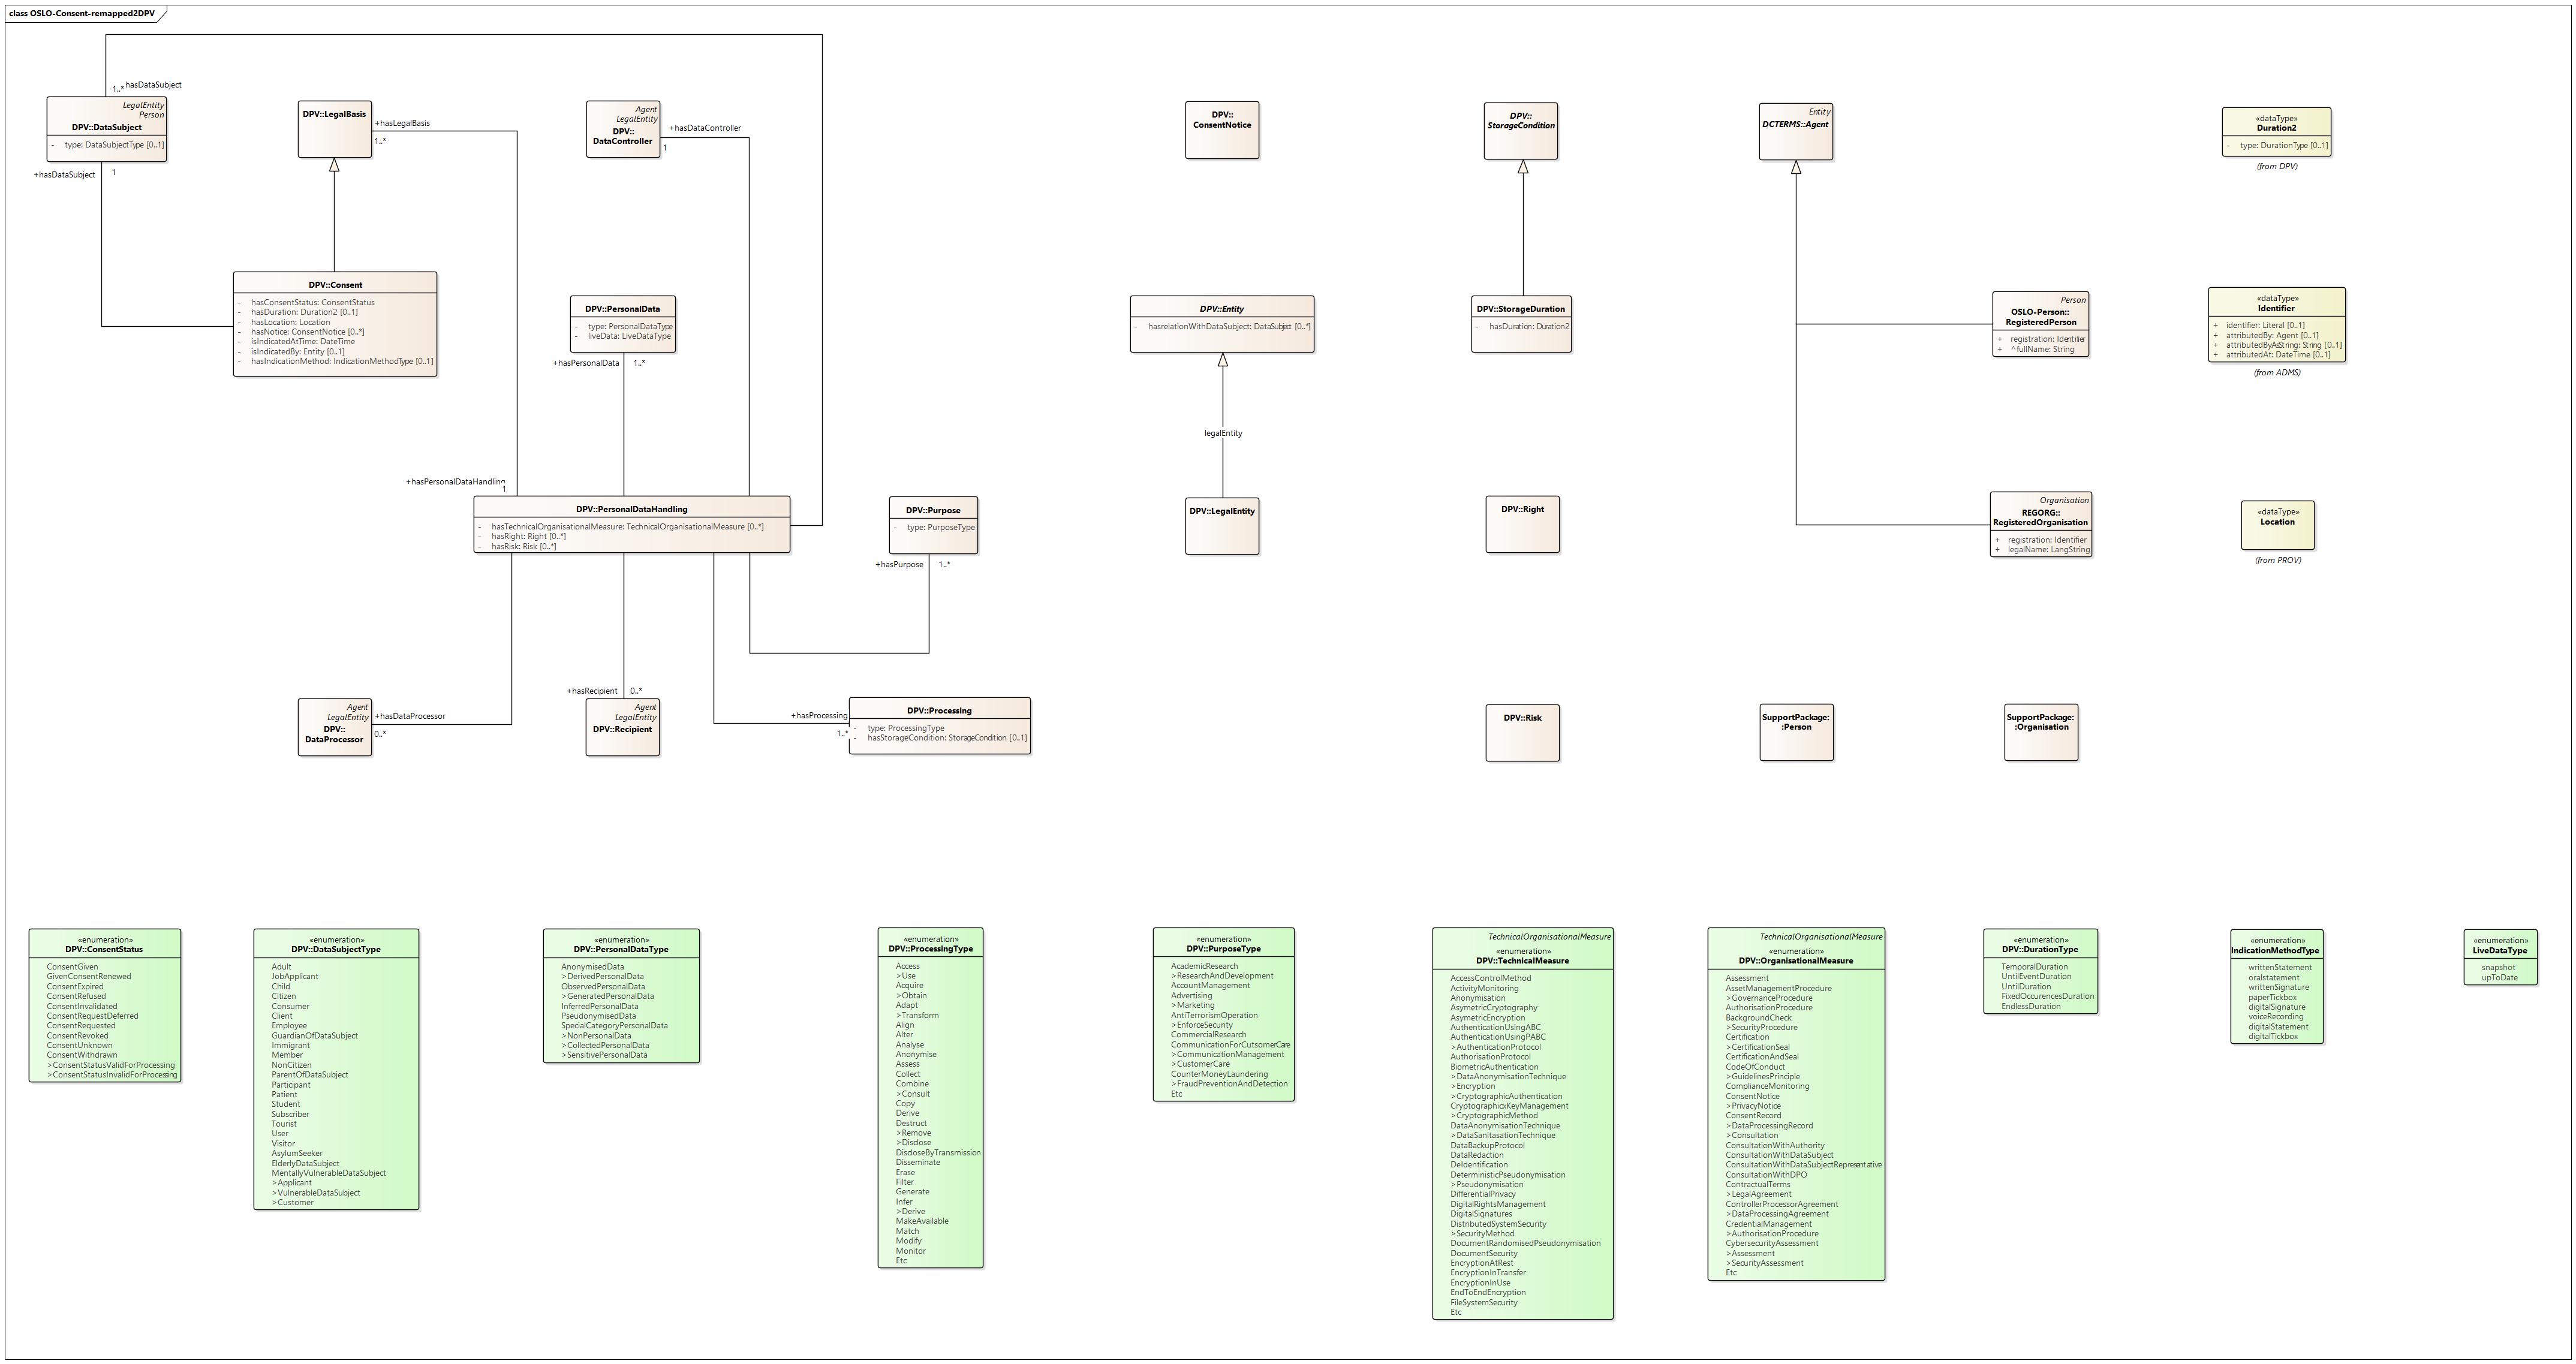 class OSLO-Consent-remapped2DPV
1..*
hasDataSubject
LegalEntity
Person
DPV::DataSubject
- type: DataSubjectType [0..1]
+hasDataSubject
1
DPV::LegalBasis
+hasLegalBasis
1..*
Agent
LegalEntity
DPV::
DataController
+hasDataController
1
DPV::
ConsentNotice
DPV::
StorageCondition
Entity
DCTERMS::Agent
«dataType»
Duration2
- type: DurationType [0..1]
(from DPV)
DPV::Consent
- hasConsentStatus: ConsentStatus
- hasDuration: Duration2 [0..1]
- hasLocation: Location
- hasNotice: ConsentNotice [0..*]
- isIndicatedAtTime: DateTime
- isIndicatedBy: Entity [0..1]
- hasIndicationMethod: IndicationMethodType [0..1]
DPV::PersonalData
- type: PersonalDataType
- liveData: LiveDataType
+hasPersonalData
1..*
DPV::Entity
- hasrelationWithDataSubject: DataSubject [0..*]
legalEntity
DPV::StorageDuration
- hasDuration: Duration2
Person
OSLO-Person::
RegisteredPerson
+ registration: Identifier
+ ^fullName: String
«dataType»
Identifier
+ identifier: Literal [0..1]
+ attributedBy: Agent [0..1]
+ attributedByAsString: String [0..1]
+ attributedAt: DateTime [0..1]
(from ADMS)
+hasPersonalDataHandling
1
DPV::PersonalDataHandling
- hasTechnicalOrganisationalMeasure: TechnicalOrganisationalMeasure [0..*]
- hasRight: Right [0..*]
- hasRisk: Risk [0..*]
DPV::Purpose
- type: PurposeType
+hasPurpose
1..*
DPV::LegalEntity
DPV::Right
Organisation
REGORG::
RegisteredOrganisation
+ registration: Identifier
+ legalName: LangString
«dataType»
Location
(from PROV)
Agent
LegalEntity
DPV::
DataProcessor
+hasDataProcessor
0..*
+hasRecipient
0..*
Agent
LegalEntity
DPV::Recipient
+hasProcessing
1..*
DPV::Processing
- type: ProcessingType
- hasStorageCondition: StorageCondition [0..1]
DPV::Risk
SupportPackage:
:Person
SupportPackage:
:Organisation
«enumeration»
DPV::ConsentStatus
ConsentGiven
GivenConsentRenewed
ConsentExpired
ConsentRefused
ConsentInvalidated
ConsentRequestDeferred
ConsentRequested
ConsentRevoked
ConsentUnknown
ConsentWithdrawn
>ConsentStatusValidForProcessing
>ConsentStatusInvalidForProcessing
«enumeration»
DPV::DataSubjectType
Adult
JobApplicant
Child
Citizen
Consumer
Client
Employee
GuardianOfDataSubject
Immigrant
Member
NonCitizen
ParentOfDataSubject
Participant
Patient
Student
Subscriber
Tourist
User
Visitor
AsylumSeeker
ElderlyDataSubject
MentallyVulnerableDataSubject
>Applicant
>VulnerableDataSubject
>Customer
«enumeration»
DPV::PersonalDataType
AnonymisedData
>DerivedPersonalData
ObservedPersonalData
>GeneratedPersonalData
InferredPersonalData
PseudonymisedData
SpecialCategoryPersonalData
>NonPersonalData
>CollectedPersonalData
>SensitivePersonalData
«enumeration»
DPV::ProcessingType
Access
>Use
Acquire
>Obtain
Adapt
>Transform
Align
Alter
Analyse
Anonymise
Assess
Collect
Combine
>Consult
Copy
Derive
Destruct
>Remove
>Disclose
DiscloseByTransmission
Disseminate
Erase
Filter
Generate
Infer
>Derive
MakeAvailable
Match
Modify
Monitor
Etc
«enumeration»
DPV::PurposeType
AcademicResearch
>ResearchAndDevelopment
AccountManagement
Advertising
>Marketing
AntiTerrorismOperation
>EnforceSecurity
CommercialResearch
CommunicationForCutsomerCare
>CommunicationManagement
>CustomerCare
CounterMoneyLaundering
>FraudPreventionAndDetection
Etc
TechnicalOrganisationalMeasure
«enumeration»
DPV::TechnicalMeasure
AccessControlMethod
ActivityMonitoring
Anonymisation
AsymetricCryptography
AsymetricEncryption
AuthenticationUsingABC
AuthenticationUsingPABC
>AuthenticationProtocol
AuthorisationProtocol
BiometricAuthentication
>DataAnonymisationTechnique
>Encryption
>CryptographicAuthentication
CryptographicxKeyManagement
>CryptographicMethod
DataAnonymisationTechnique
>DataSanitasationTechnique
DataBackupProtocol
DataRedaction
DeIdentification
DeterministicPseudonymisation
>Pseudonymisation
DifferentialPrivacy
DigitalRightsManagement
DigitalSignatures
DistributedSystemSecurity
>SecurityMethod
DocumentRandomisedPseudonymisation
DocumentSecurity
EncryptionAtRest
EncryptionInTransfer
EncryptionInUse
EndToEndEncryption
FileSystemSecurity
Etc
TechnicalOrganisationalMeasure
«enumeration»
DPV::OrganisationalMeasure
Assessment
AssetManagementProcedure
>GovernanceProcedure
AuthorisationProcedure
BackgroundCheck
>SecurityProcedure
Certification
>CertificationSeal
CertificationAndSeal
CodeOfConduct
>GuidelinesPrinciple
ComplianceMonitoring
ConsentNotice
>PrivacyNotice
ConsentRecord
>DataProcessingRecord
>Consultation
ConsultationWithAuthority
ConsultationWithDataSubject
ConsultationWithDataSubjectRepresentative
ConsultationWithDPO
ContractualTerms
>LegalAgreement
ControllerProcessorAgreement
>DataProcessingAgreement
CredentialManagement
>AuthorisationProcedure
CybersecurityAssessment
>Assessment
>SecurityAssessment
Etc
«enumeration»
DPV::DurationType
TemporalDuration
UntilEventDuration
UntilDuration
FixedOccurencesDuration
EndlessDuration
«enumeration»
IndicationMethodType
writtenStatement
oralstatement
writtenSignature
paperTickbox
digitalSignature
voiceRecording
digitalStatement
digitalTickbox
«enumeration»
LiveDataType
snapshot
upToDate